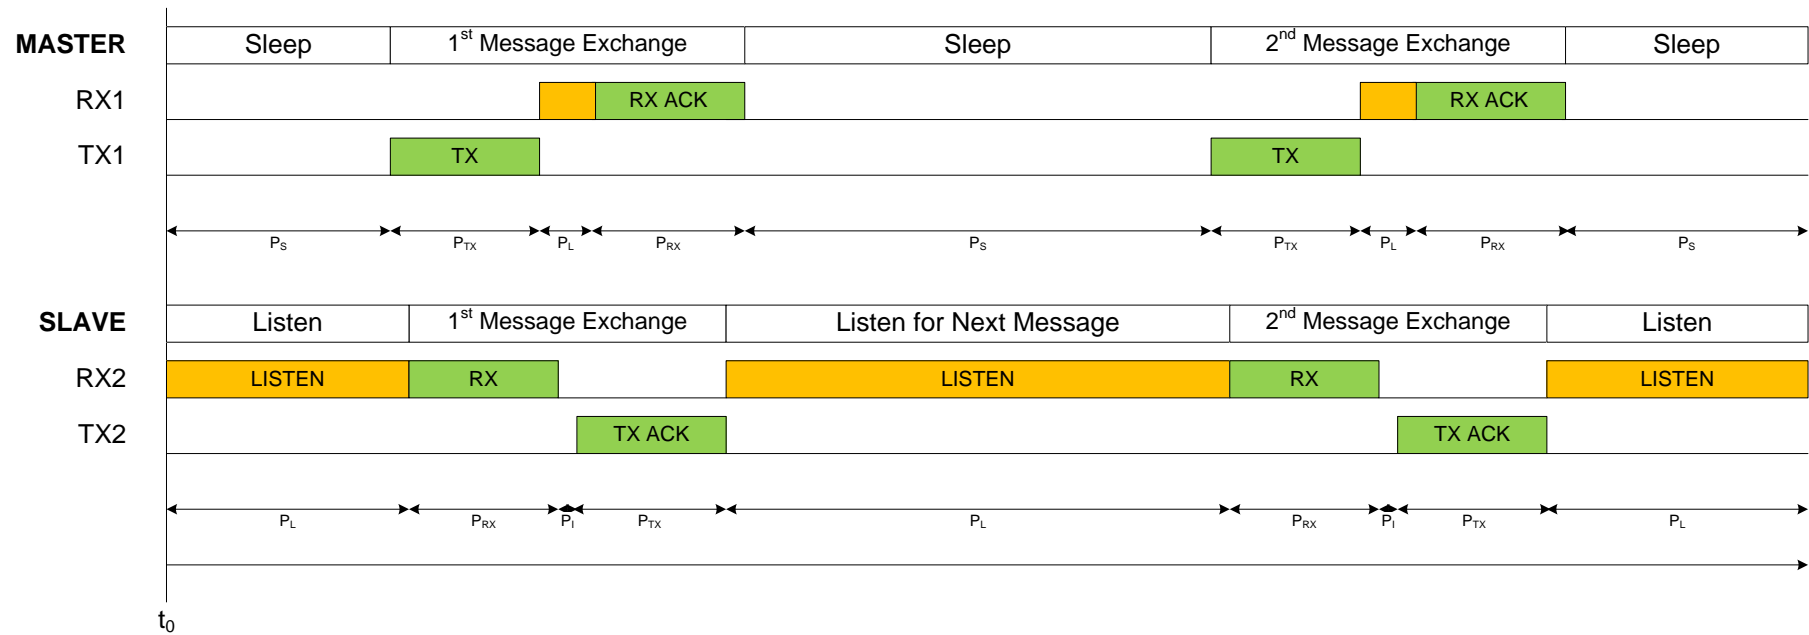 MASTER Sleep 1st Message Exchange Sleep 2nd Message Exchange Sleep
RX1 RX ACK RX ACK
TX1 TX TX
PS PTX PL PRX PS PTX PL PRX PS
SLAVE Listen 1st Message Exchange Listen for Next Message 2nd Message Exchange Listen
RX2 LISTEN RX LISTEN RX LISTEN
TX2 TX ACK TX ACK
PL PRX PI PTX PL PRX PI PTX PL
t0